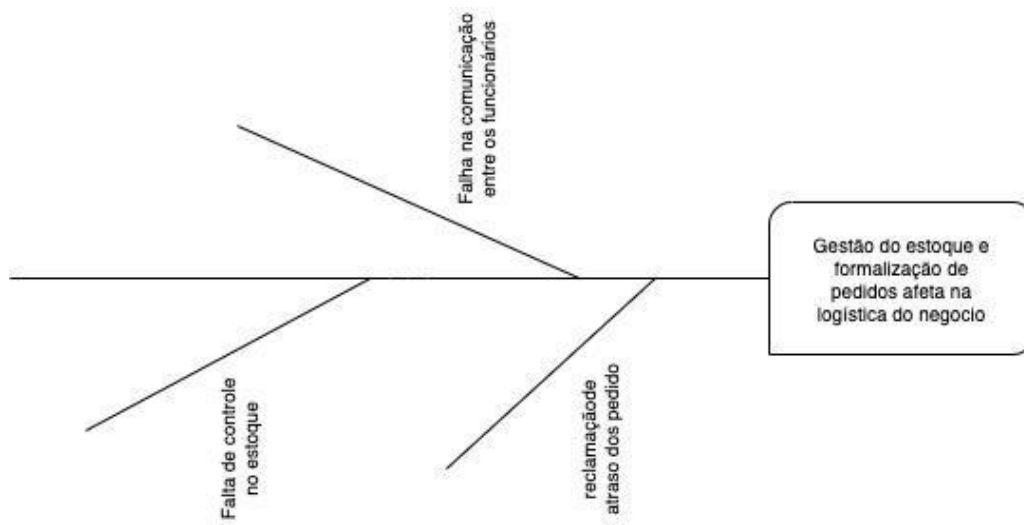 Falha na comunicação
entre os funcionários
Gestão do estoque e
formalização de
pedidos afeta na
logística do negocio
Falta de controle
no estoque
reclamaçãode
atraso dos pedido